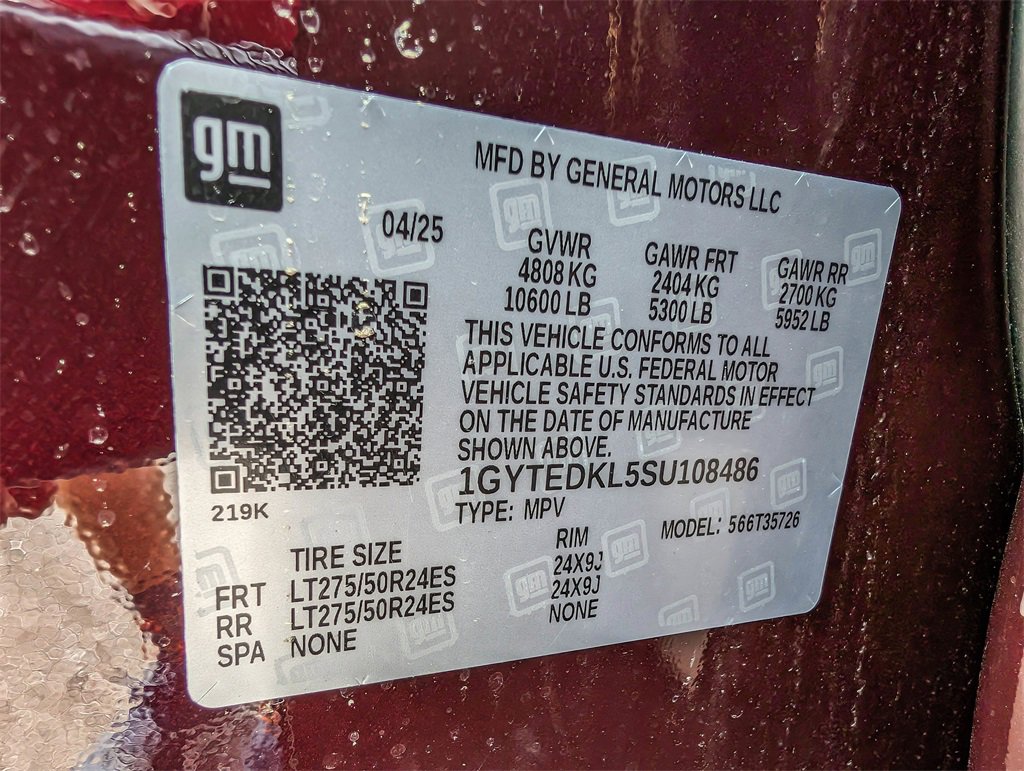 gm
MFD BY GENERAL MOTORS LLC
04/25
GVWR
4808 KG
10600 LB
GAWR FRT
2404 KG
5300 LB
GAWR RR
2700 KG
5952 LB
THIS VEHICLE CONFORMS TO ALL
APPLICABLE U.S. FEDERAL MOTOR
VEHICLE SAFETY STANDARDS IN EFFECT
ON THE DATE OF MANUFACTURE
SHOWN ABOVE.
1GYTEDKL5SU108486
TYPE: MPV
MODEL: 566T35726
219K
TIRE SIZE RIM
FRT LT275/50R24ES 24X9J
RR LT275/50R24ES 24X9J
SPA NONE NONE